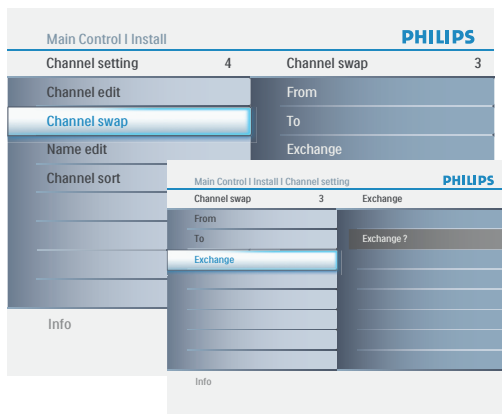 Main Control I Install
PHILIPS
Channel setting 4 Channel swap 3
Channel edit From
Channel swap To
Name edit Exchange
Channel sort
Info
Main Control I Install I Channel setting
PHILIPS
Channel swap 3 Exchange
From
To Exchange ?
Exchange
Info